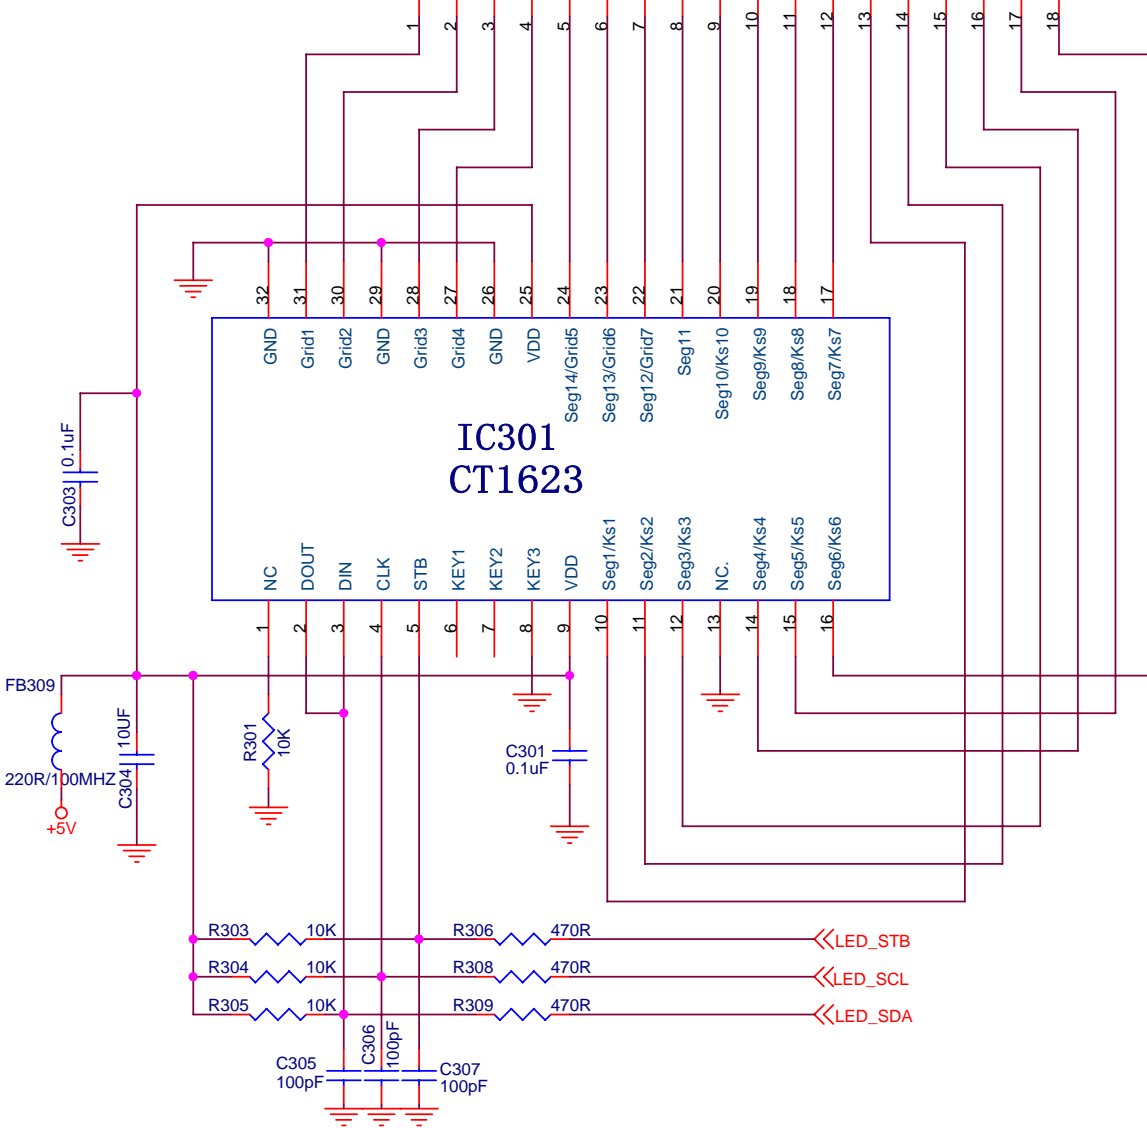 1 2 3 4 5 6 7 8 9 10 11 12 13 14 15 16 17 18
32 31 30 29 28 27 26 25 24 23 22 21 20 19 18 17
GND Grid1 Grid2 GND Grid3 Grid4 GND VDD Seg14/Grid5 Seg13/Grid6 Seg12/Grid7 Seg11 Seg10/Ks10 Seg9/Ks9 Seg8/Ks8 Seg7/Ks7
IC301
CT1623
C303 0.1uF
NC DOUT DIN CLK STB KEY1 KEY2 KEY3 VDD Seg1/Ks1 Seg2/Ks2 Seg3/Ks3 NC. Seg4/Ks4 Seg5/Ks5 Seg6/Ks6
1 2 3 4 5 6 7 8 9 10 11 12 13 14 15 16
FB309
220R/100MHZ
+5V
C304 10UF
R301
10K
C301
0.1uF
R303 10K R306 470R LED_STB
R304 10K R308 470R LED_SCL
R305 10K R309 470R LED_SDA
C305
100pF
C306
100pF
C307
100pF